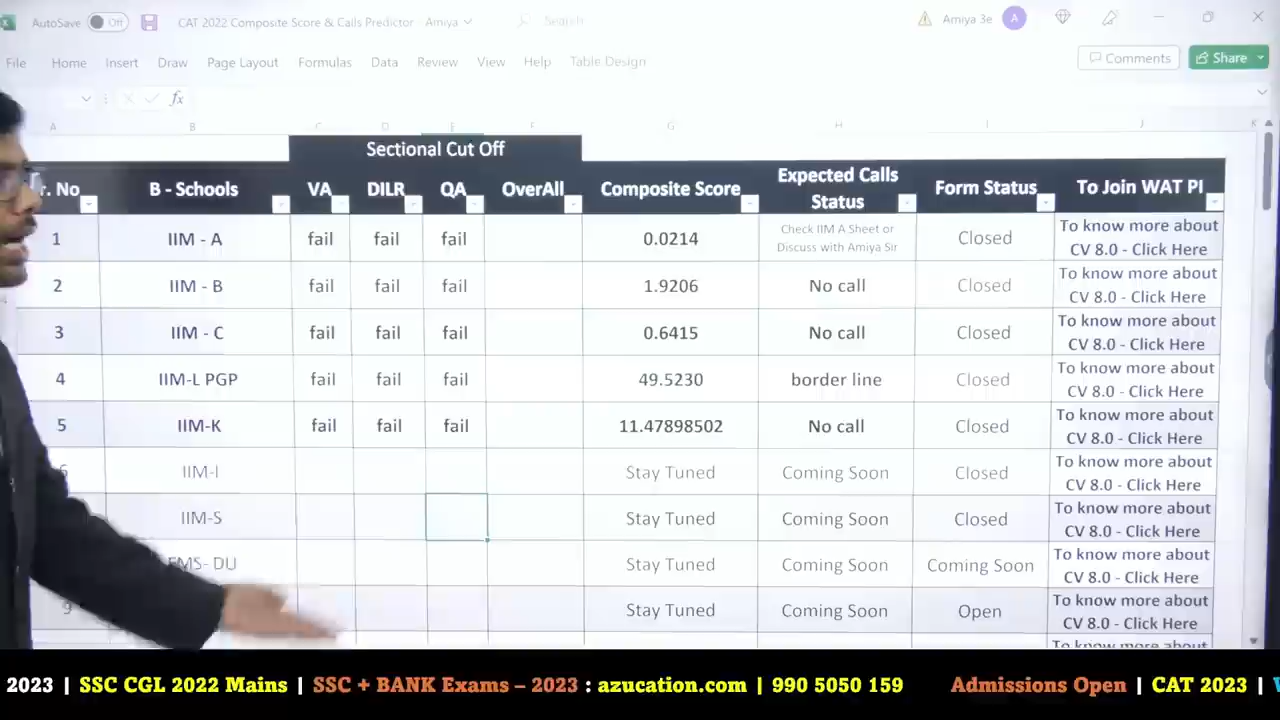 AutoSave Off CAT 2022 Composite Score & Calls Predictor - Amiya Search Amiya 3e A
File Home Insert Draw Page Layout Formulas Data Review View Help Table Design Comments Share
fx
A B C D E F G H I J K
Sectional Cut Off
r. No B - Schools VA DILR QA OverAll Composite Score Expected Calls Status Form Status To Join WAT PI
1 IIM - A fail fail fail 0.0214 Check IIM A Sheet or Discuss with Amiya Sir Closed To know more about CV 8.0 - Click Here
2 IIM - B fail fail fail 1.9206 No call Closed To know more about CV 8.0 - Click Here
3 IIM - C fail fail fail 0.6415 No call Closed To know more about CV 8.0 - Click Here
4 IIM-L PGP fail fail fail 49.5230 border line Closed To know more about CV 8.0 - Click Here
5 IIM-K fail fail fail 11.47898502 No call Closed To know more about CV 8.0 - Click Here
6 IIM-I Stay Tuned Coming Soon Closed To know more about CV 8.0 - Click Here
IIM-S Stay Tuned Coming Soon Closed To know more about CV 8.0 - Click Here
FMS- DU Stay Tuned Coming Soon Coming Soon To know more about CV 8.0 - Click Here
9 Stay Tuned Coming Soon Open To know more about CV 8.0 - Click Here
To know more about
2023 | SSC CGL 2022 Mains | SSC + BANK Exams – 2023 : azucation.com | 990 5050 159 Admissions Open | CAT 2023 |